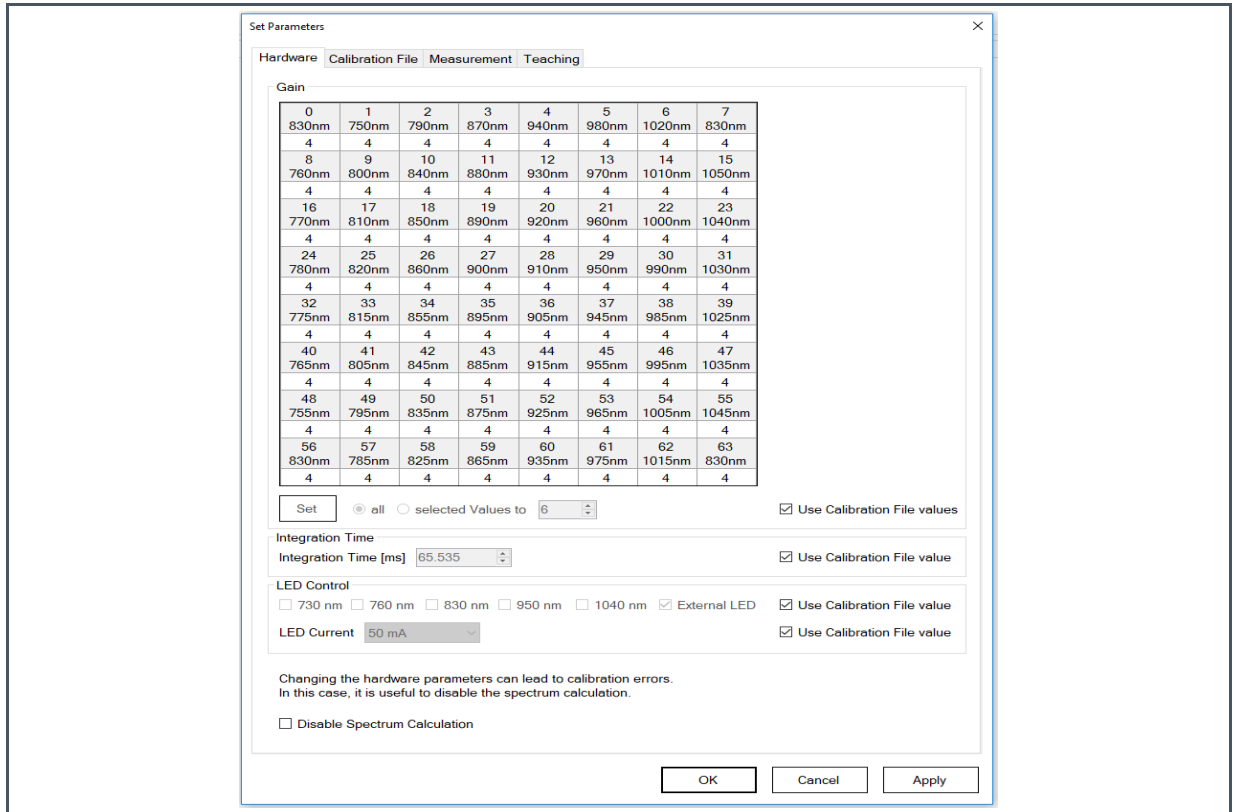 Set Parameters
Hardware Calibration File Measurement Teaching
Gain
0 1 2 3 4 5 6 7
830nm 750nm 790nm 870nm 940nm 980nm 1020nm 830nm
4 4 4 4 4 4 4 4
8 9 10 11 12 13 14 15
760nm 800nm 840nm 880nm 930nm 970nm 1010nm 1050nm
4 4 4 4 4 4 4 4
16 17 18 19 20 21 22 23
770nm 810nm 850nm 890nm 920nm 960nm 1000nm 1040nm
4 4 4 4 4 4 4 4
24 25 26 27 28 29 30 31
780nm 820nm 860nm 900nm 910nm 950nm 990nm 1030nm
4 4 4 4 4 4 4 4
32 33 34 35 36 37 38 39
775nm 815nm 855nm 895nm 905nm 945nm 985nm 1025nm
4 4 4 4 4 4 4 4
40 41 42 43 44 45 46 47
765nm 805nm 845nm 885nm 915nm 955nm 995nm 1035nm
4 4 4 4 4 4 4 4
48 49 50 51 52 53 54 55
755nm 795nm 835nm 875nm 925nm 965nm 1005nm 1045nm
4 4 4 4 4 4 4 4
56 57 58 59 60 61 62 63
830nm 785nm 825nm 865nm 935nm 975nm 1015nm 830nm
4 4 4 4 4 4 4 4
Set all selected Values to 6 Use Calibration File values
Integration Time
Integration Time [ms] 65.535 Use Calibration File value
LED Control
730 nm 760 nm 830 nm 950 nm 1040 nm External LED Use Calibration File value
LED Current 50 mA Use Calibration File value
Changing the hardware parameters can lead to calibration errors.
In this case, it is useful to disable the spectrum calculation.
Disable Spectrum Calculation
OK Cancel Apply